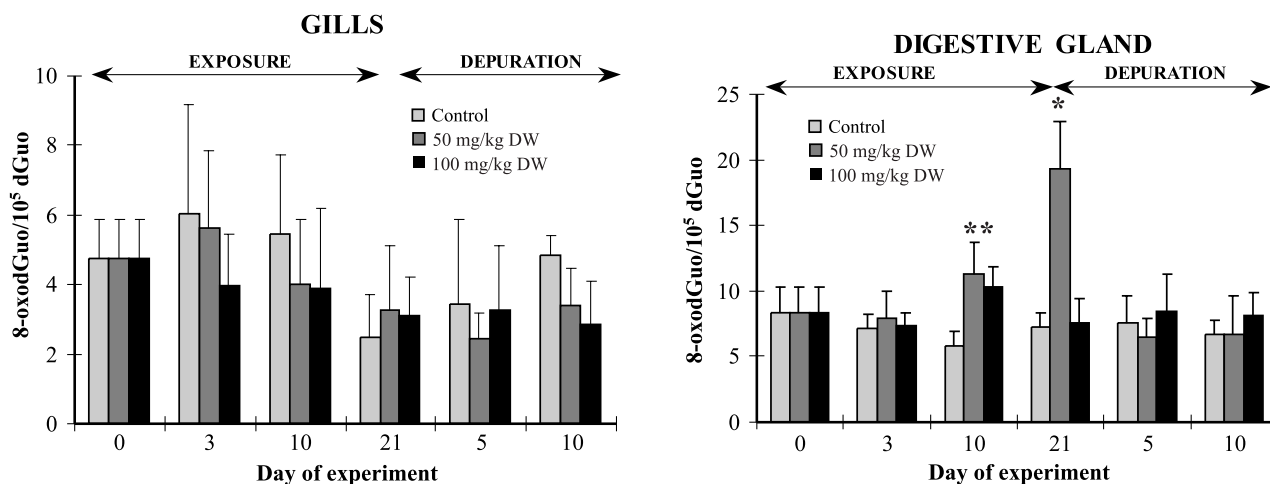 GILLS
EXPOSURE
DEPURATION
10
8
6
4
2
0
8-oxodGuo/10⁵ dGuo
Control
50 mg/kg DW
100 mg/kg DW
0 3 10 21 5 10
Day of experiment
DIGESTIVE GLAND
EXPOSURE
DEPURATION
25
20
15
10
5
0
8-oxodGuo/10⁵ dGuo
Control
50 mg/kg DW
100 mg/kg DW
**
*
0 3 10 21 5 10
Day of experiment